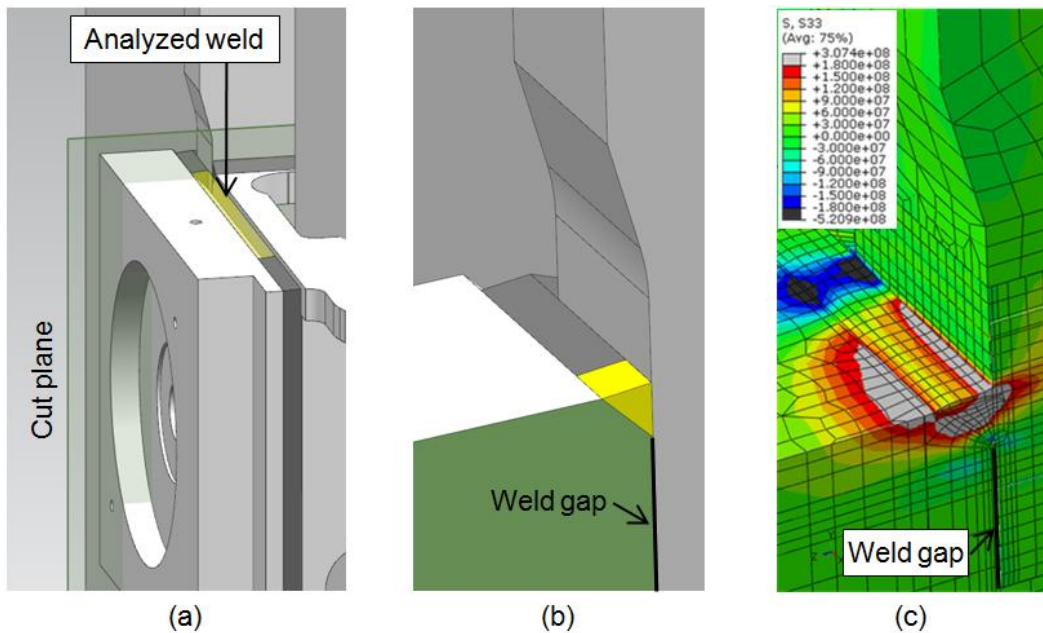 Analyzed weld
Cut plane
(a)
Weld gap
(b)
S, S33
(Avg: 75%)
+3.074e+08
+1.800e+08
+1.500e+08
+1.200e+08
+9.000e+07
+6.000e+07
+3.000e+07
+0.000e+00
-3.000e+07
-6.000e+07
-9.000e+07
-1.200e+08
-1.500e+08
-1.800e+08
-5.209e+08
Weld gap
Z
(c)